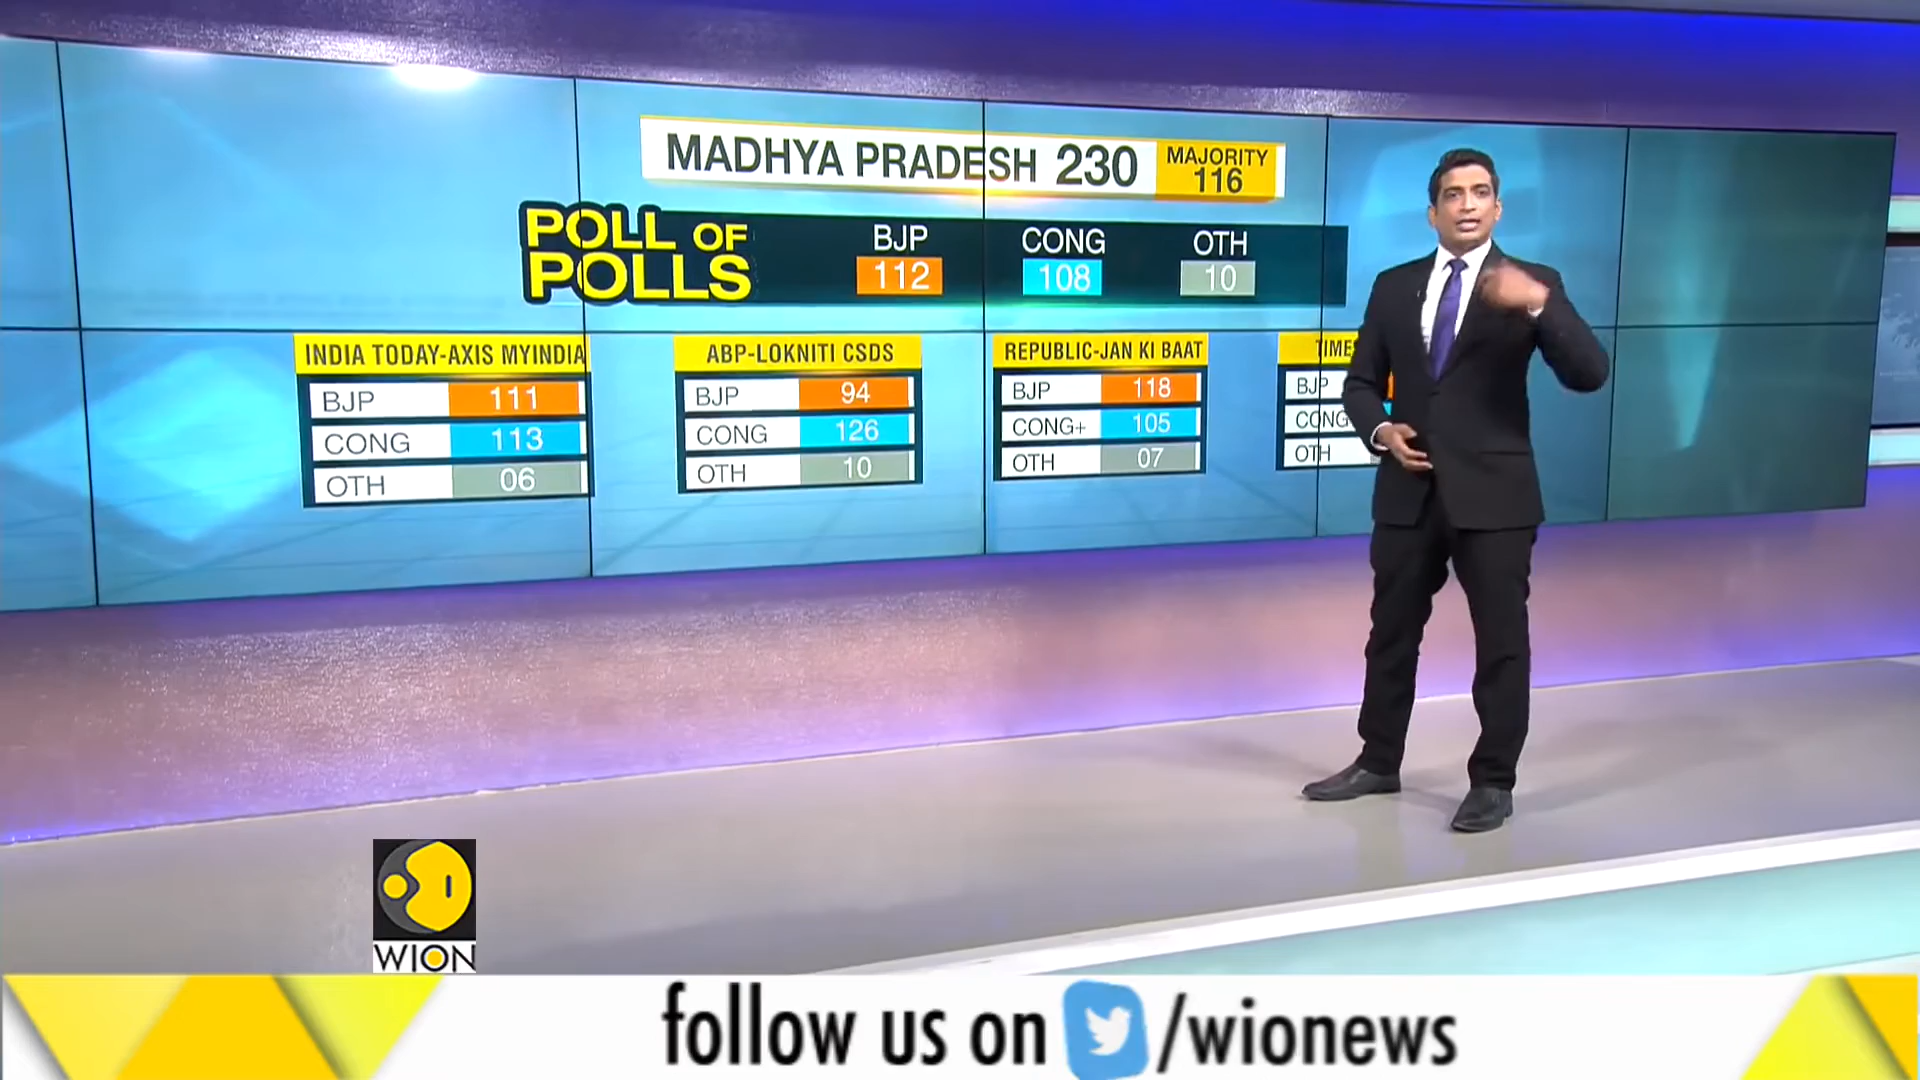 MADHYA PRADESH 230
MAJORITY
116
POLL OF
POLLS
BJP
112
CONG
108
OTH
10
INDIA TODAY-AXIS MYINDIA
BJP 111
CONG 113
OTH 06
ABP-LOKNITI CSDS
BJP 94
CONG 126
OTH 10
REPUBLIC-JAN KI BAAT
BJP 118
CONG+ 105
OTH 07
TIMES
BJP
CONG
OTH
WION
follow us on /wionews